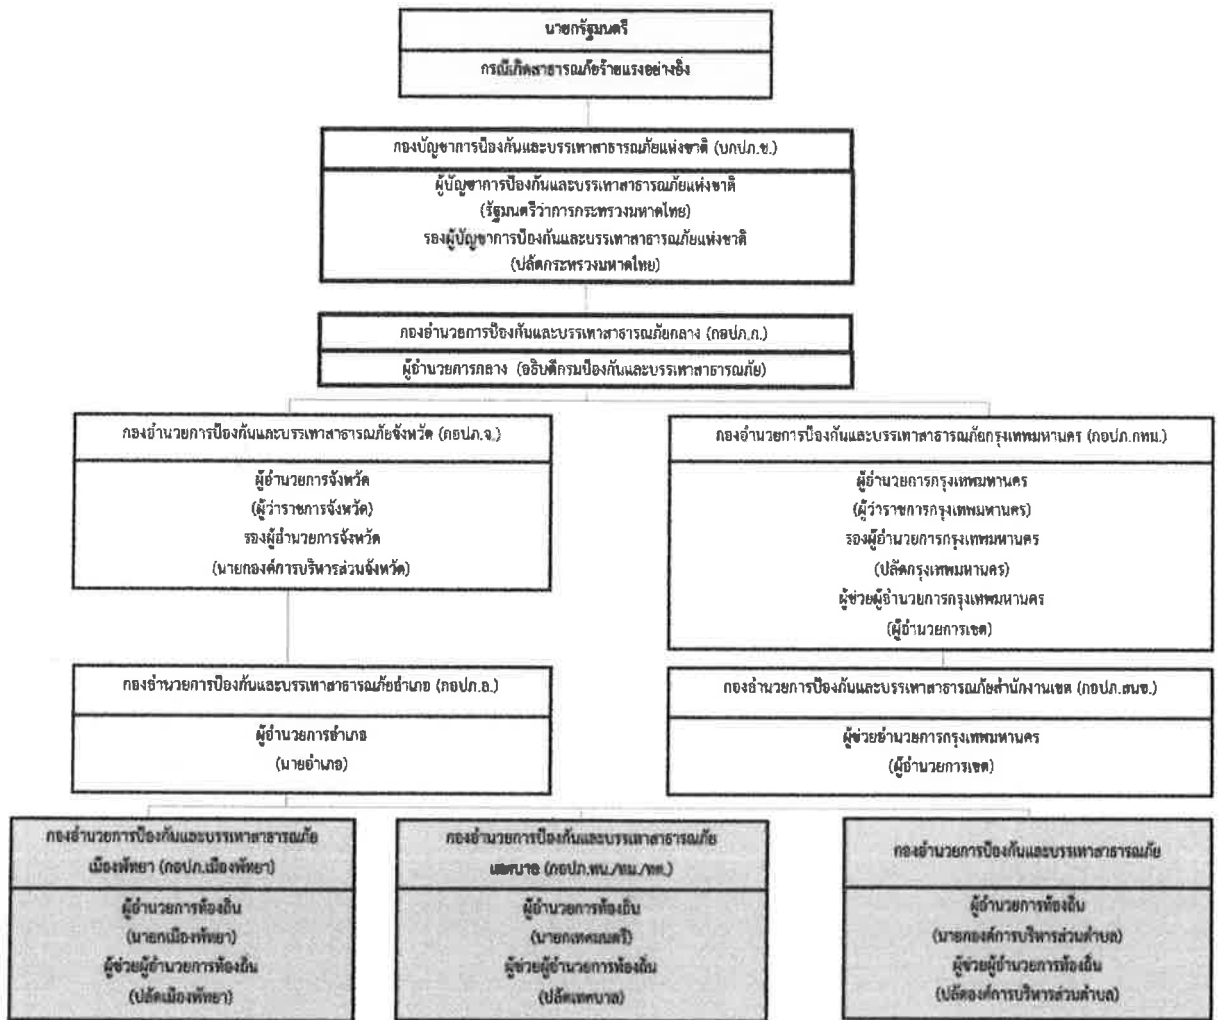 นายกรัฐมนตรี
กรณีเกิดสาธารณภัยร้ายแรงอย่างยิ่ง
กองบัญชาการป้องกันและบรรเทาสาธารณภัยแห่งชาติ (บกปภ.ช.)
ผู้บัญชาการป้องกันและบรรเทาสาธารณภัยแห่งชาติ
(รัฐมนตรีว่าการกระทรวงมหาดไทย)
รองผู้บัญชาการป้องกันและบรรเทาสาธารณภัยแห่งชาติ
(ปลัดกระทรวงมหาดไทย)
กองอำนวยการป้องกันและบรรเทาสาธารณภัยกลาง (กอปภ.ก.)
ผู้อำนวยการกลาง (อธิบดีกรมป้องกันและบรรเทาสาธารณภัย)
กองอำนวยการป้องกันและบรรเทาสาธารณภัยจังหวัด (กอปภ.จ.)
ผู้อำนวยการจังหวัด
(ผู้ว่าราชการจังหวัด)
รองผู้อำนวยการจังหวัด
(นายกองค์การบริหารส่วนจังหวัด)
กองอำนวยการป้องกันและบรรเทาสาธารณภัยกรุงเทพมหานคร (กอปภ.กทม.)
ผู้อำนวยการกรุงเทพมหานคร
(ผู้ว่าราชการกรุงเทพมหานคร)
รองผู้อำนวยการกรุงเทพมหานคร
(ปลัดกรุงเทพมหานคร)
ผู้ช่วยผู้อำนวยการกรุงเทพมหานคร
(ผู้อำนวยการเขต)
กองอำนวยการป้องกันและบรรเทาสาธารณภัยอำเภอ (กอปภ.อ.)
ผู้อำนวยการอำเภอ
(นายอำเภอ)
กองอำนวยการป้องกันและบรรเทาสาธารณภัยสำนักงานเขต (กอปภ.สนข.)
ผู้ช่วยอำนวยการกรุงเทพมหานคร
(ผู้อำนวยการเขต)
กองอำนวยการป้องกันและบรรเทาสาธารณภัย
เมืองพัทยา (กอปภ.เมืองพัทยา)
ผู้อำนวยการท้องถิ่น
(นายกเมืองพัทยา)
ผู้ช่วยผู้อำนวยการท้องถิ่น
(ปลัดเมืองพัทยา)
กองอำนวยการป้องกันและบรรเทาสาธารณภัย
เทศบาล (กอปภ.ทน./ทม./ทต.)
ผู้อำนวยการท้องถิ่น
(นายกเทศมนตรี)
ผู้ช่วยผู้อำนวยการท้องถิ่น
(ปลัดเทศบาล)
กองอำนวยการป้องกันและบรรเทาสาธารณภัย
ผู้อำนวยการท้องถิ่น
(นายกองค์การบริหารส่วนตำบล)
ผู้ช่วยผู้อำนวยการท้องถิ่น
(ปลัดองค์การบริหารส่วนตำบล)